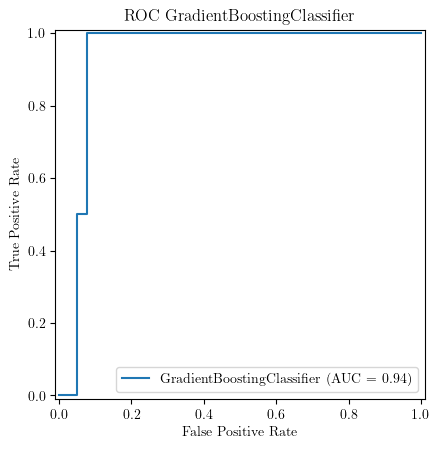 ROC GradientBoostingClassifier
True Positive Rate
1.0
0.8
0.6
0.4
0.2
0.0
GradientBoostingClassifier (AUC = 0.94)
0.0 0.2 0.4 0.6 0.8 1.0
False Positive Rate